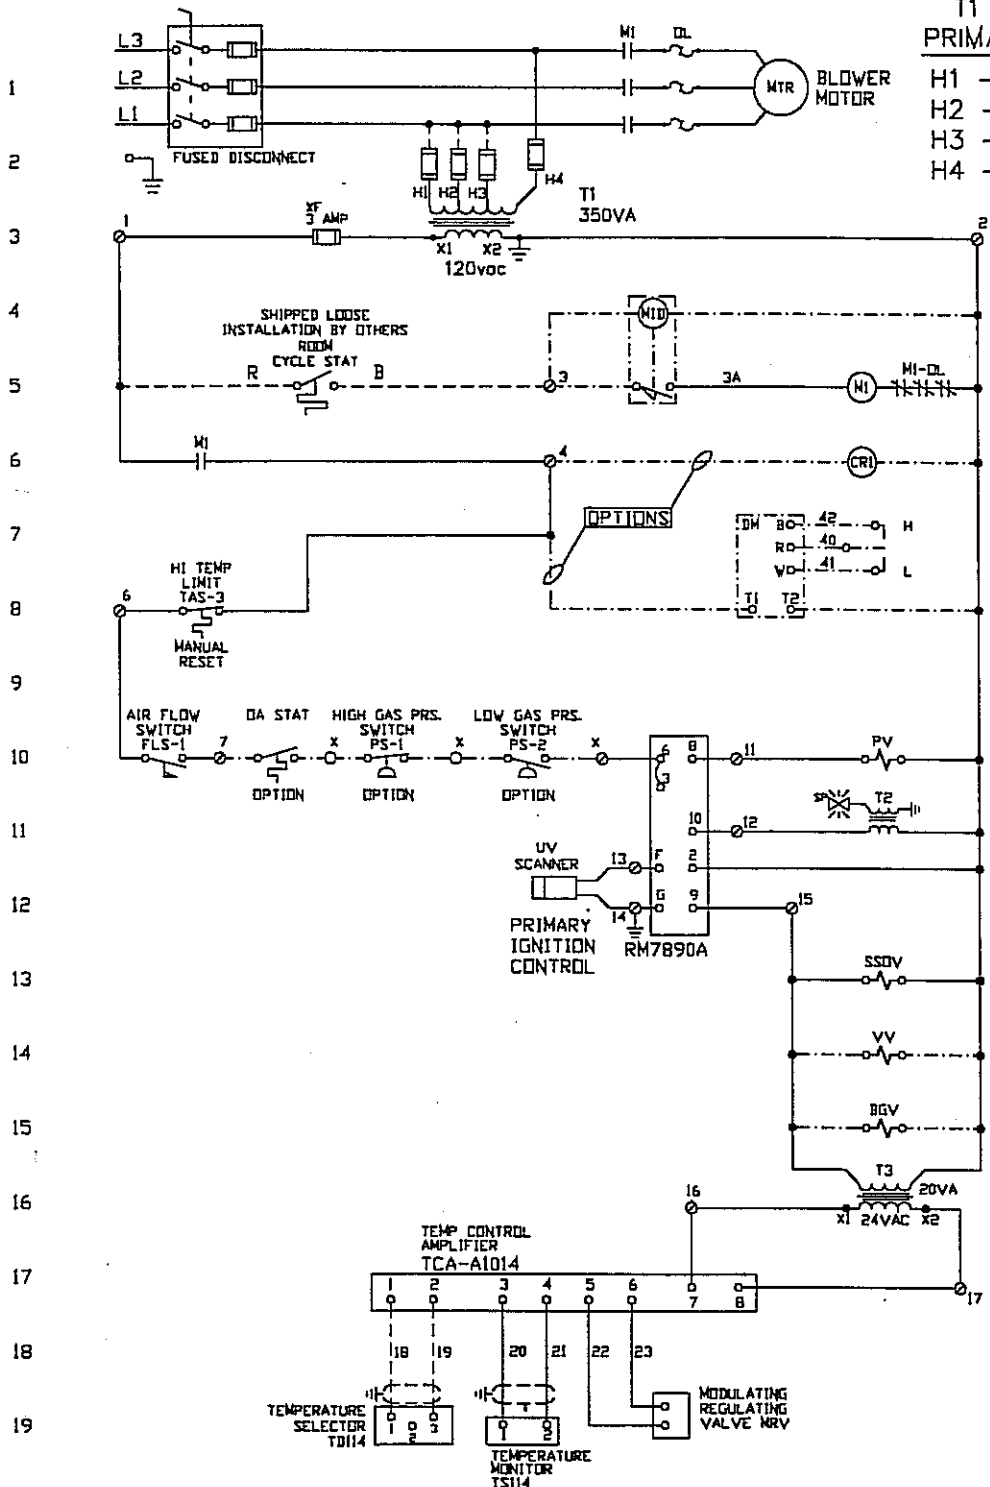 T1
PRIMA
H1 -
H2 -
H3 -
H4 -
L3
L2
L1
M1
OL
MTR
BLOWER
MOTOR
1
FUSED DISCONNECT
2
H1 H2 H3 H4
T1
350VA
XF
3 AMP
1
2
3
X1 X2
120vac
4
SHIPPED LOOSE
INSTALLATION BY OTHERS
ROOM
CYCLE STAT
R
B
M1D
5
3
3A
M1
M1-OL
6
M1
4
CR1
OPTIONS
7
DM
B 42 H
R 40
W 41 L
T1 T2
HI TEMP
LIMIT
TAS-3
8
6
MANUAL
RESET
9
AIR FLOW
SWITCH
FLS-1
7
OA STAT
X
HIGH GAS PRS.
SWITCH
PS-1
X
LOW GAS PRS.
SWITCH
PS-2
X
10
OPTION
OPTION
OPTION
6 8
3
11
PV
SP
T2
11
10
12
UV
SCANNER
13
F 2
12
14
G 9
15
PRIMARY
IGNITION
CONTROL
RM7890A
13
SSOV
14
VV
15
BGV
T3
20VA
16
16
X1 24VAC X2
TEMP CONTROL
AMPLIFIER
TCA-A1014
17
1 2 3 4 5 6 7 8
17
18
18 19 20 21 22 23
19
TEMPERATURE
SELECTOR
TD114
1 2 3
1 2
TEMPERATURE
MONITOR
TS114
MODULATING
REGULATING
VALVE MRV